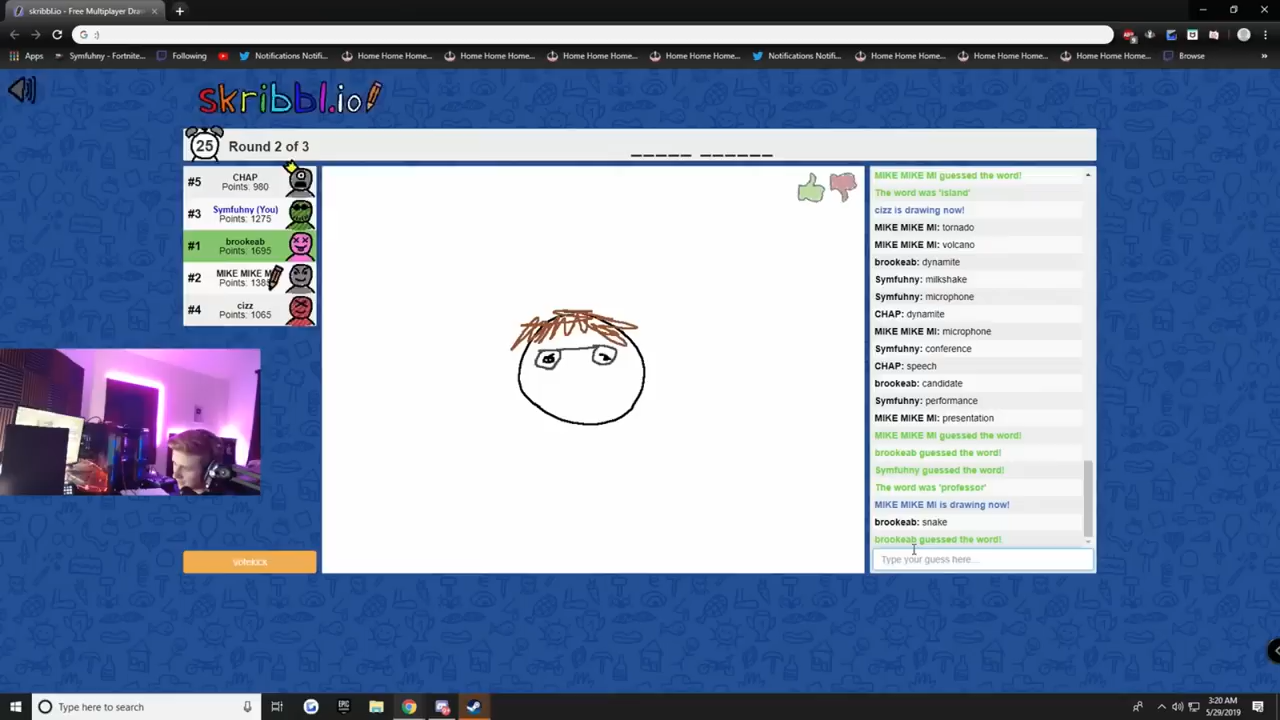 skribbl.io - Free Multiplayer Dra
:)
Apps
Symfuhny - Fortnite...
Following
Notifications Notifi...
Home Home Home...
Home Home Home...
Home Home Home...
Home Home Home...
Notifications Notifi...
Home Home Home...
Home Home Home...
Home Home Home...
Browse
»
skribbl.io
25
Round 2 of 3
_____ ______
#5
CHAP
Points: 980
#3
Symfuhny (You)
Points: 1275
#1
brookeab
Points: 1695
#2
MIKE MIKE M
Points: 1385
#4
cizz
Points: 1065
votekick
MIKE MIKE MI guessed the word!
The word was 'island'
cizz is drawing now!
MIKE MIKE MI: tornado
MIKE MIKE MI: volcano
brookeab: dynamite
Symfuhny: milkshake
Symfuhny: microphone
CHAP: dynamite
MIKE MIKE MI: microphone
Symfuhny: conference
CHAP: speech
brookeab: candidate
Symfuhny: performance
MIKE MIKE MI: presentation
MIKE MIKE MI guessed the word!
brookeab guessed the word!
Symfuhny guessed the word!
The word was 'professor'
MIKE MIKE MI is drawing now!
brookeab: snake
brookeab guessed the word!
Type your guess here...
Type here to search
EPIC
3:20 AM
5/29/2019